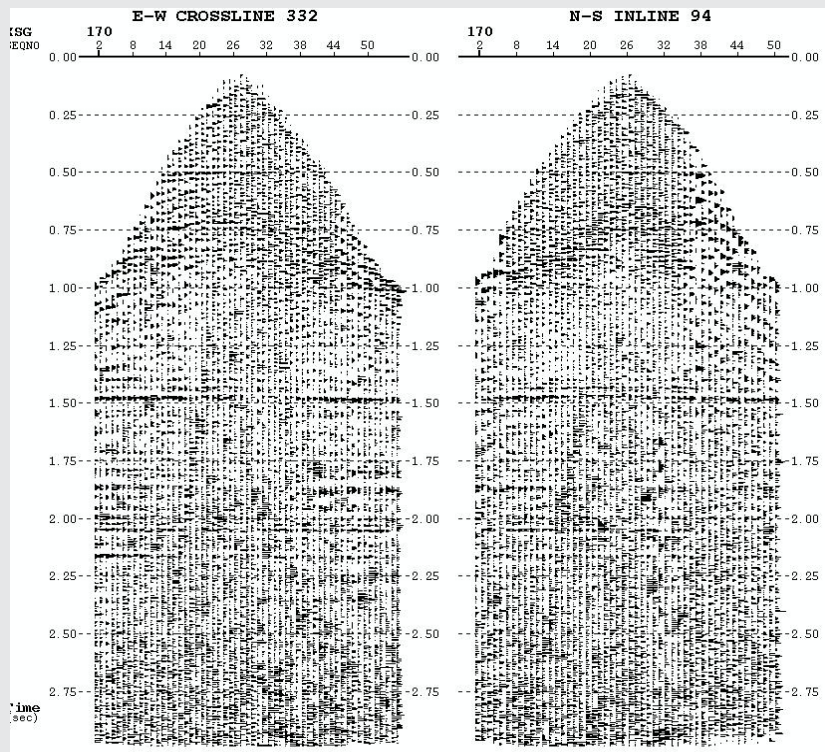 E-W CROSSLINE 332 N-S INLINE 94
XSG 170 170
SEQNO 2 8 14 20 26 32 38 44 50 2 8 14 20 26 32 38 44 50
0.00 0.00 0.00
0.25 0.25 0.25
0.50 0.50 0.50
0.75 0.75 0.75
1.00 1.00 1.00
1.25 1.25 1.25
1.50 1.50 1.50
1.75 1.75 1.75
2.00 2.00 2.00
2.25 2.25 2.25
2.50 2.50 2.50
2.75 2.75 2.75
Time
(sec)